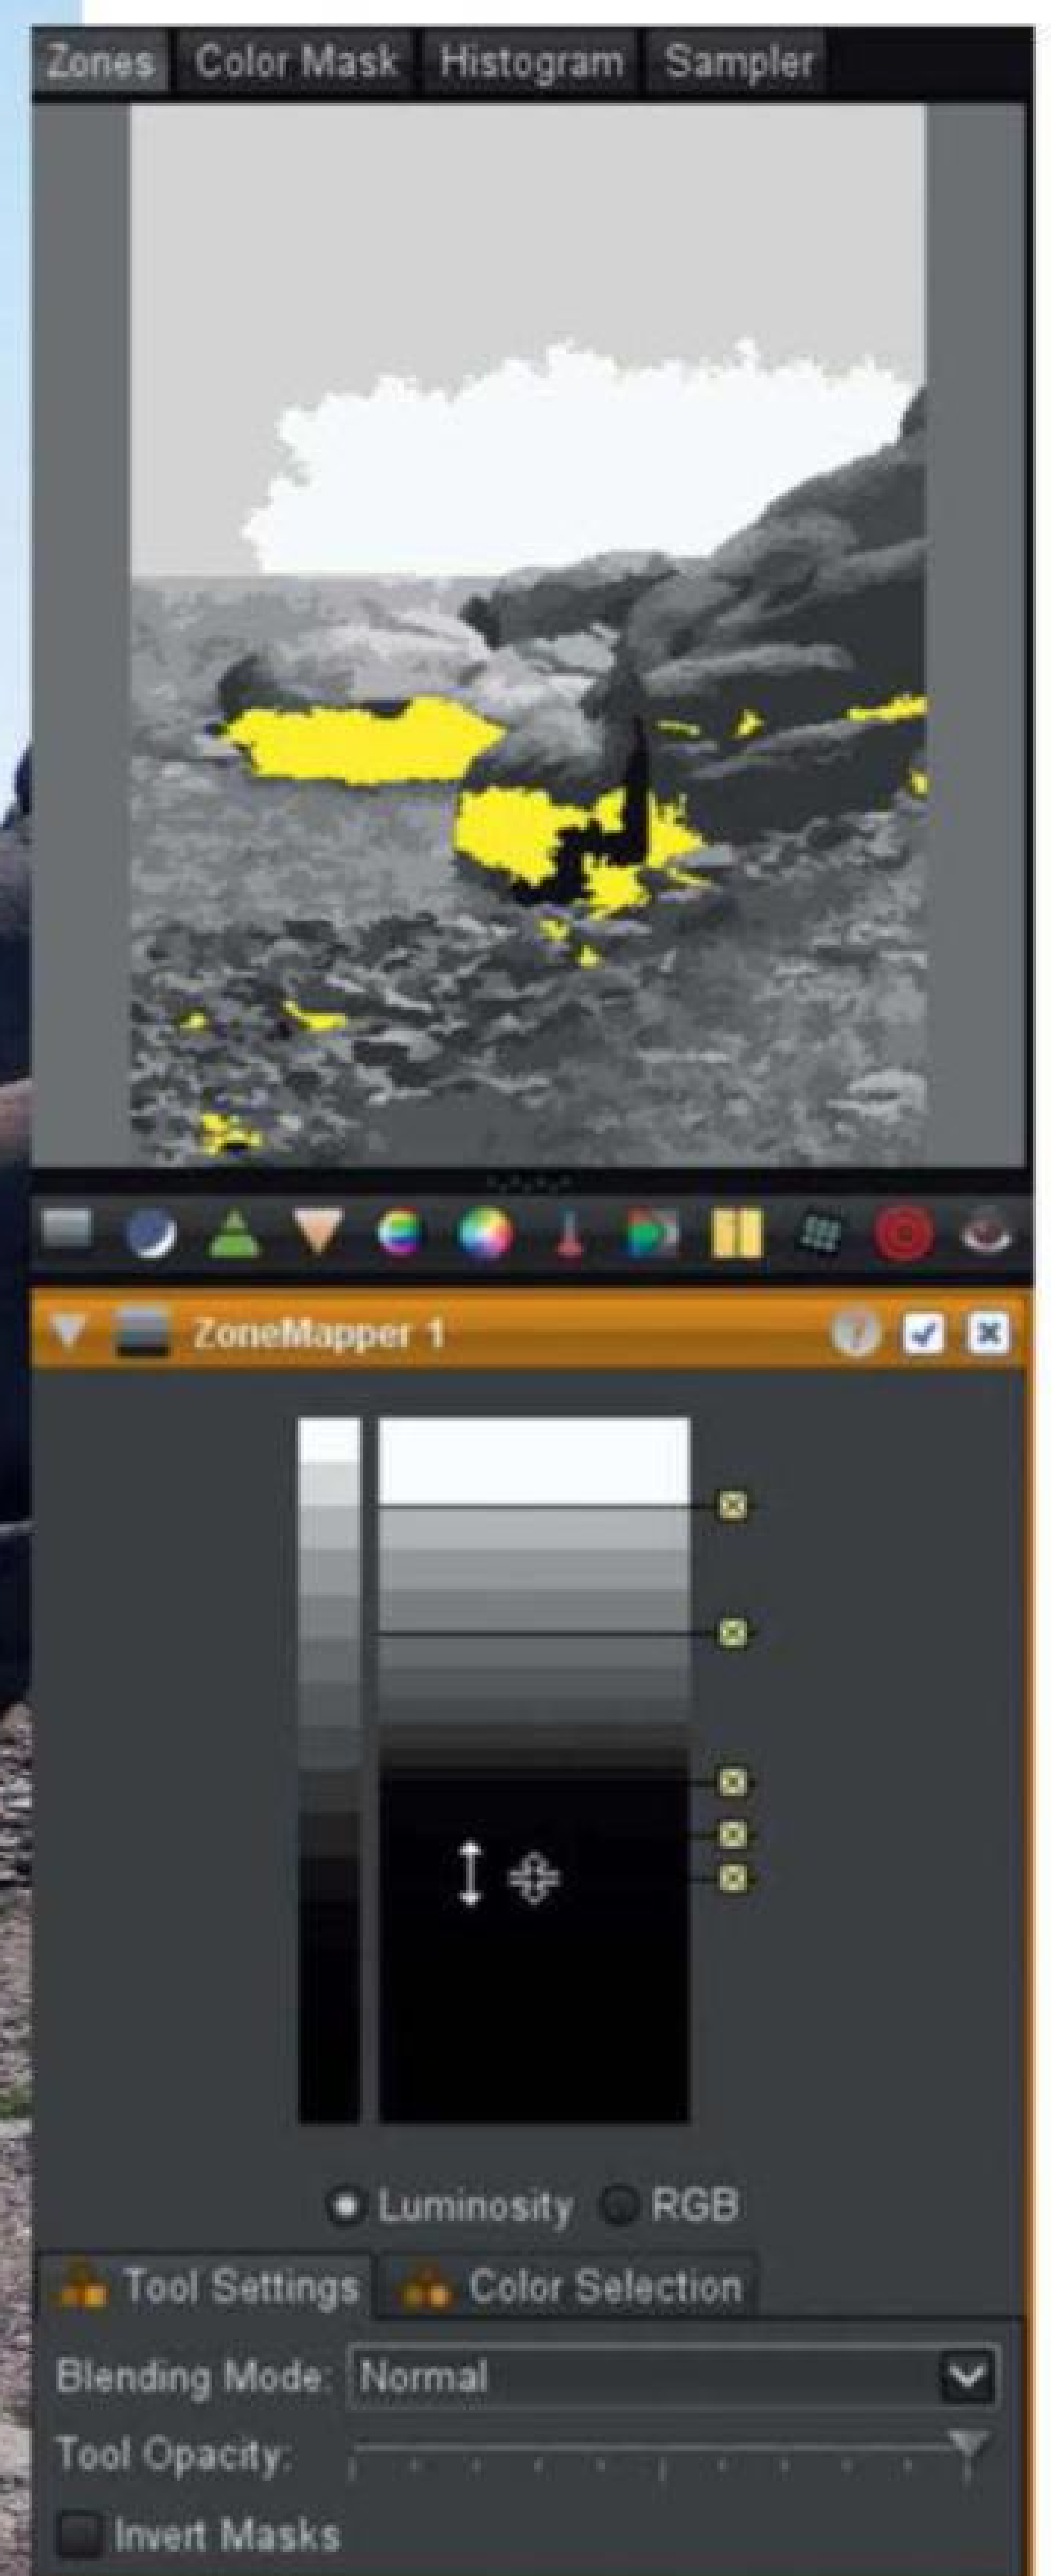 Zones Color Mask Histogram Sampler
ZoneMapper 1 ?
Luminosity RGB
Tool Settings Color Selection
Blending Mode: Normal
Tool Opacity:
Invert Masks